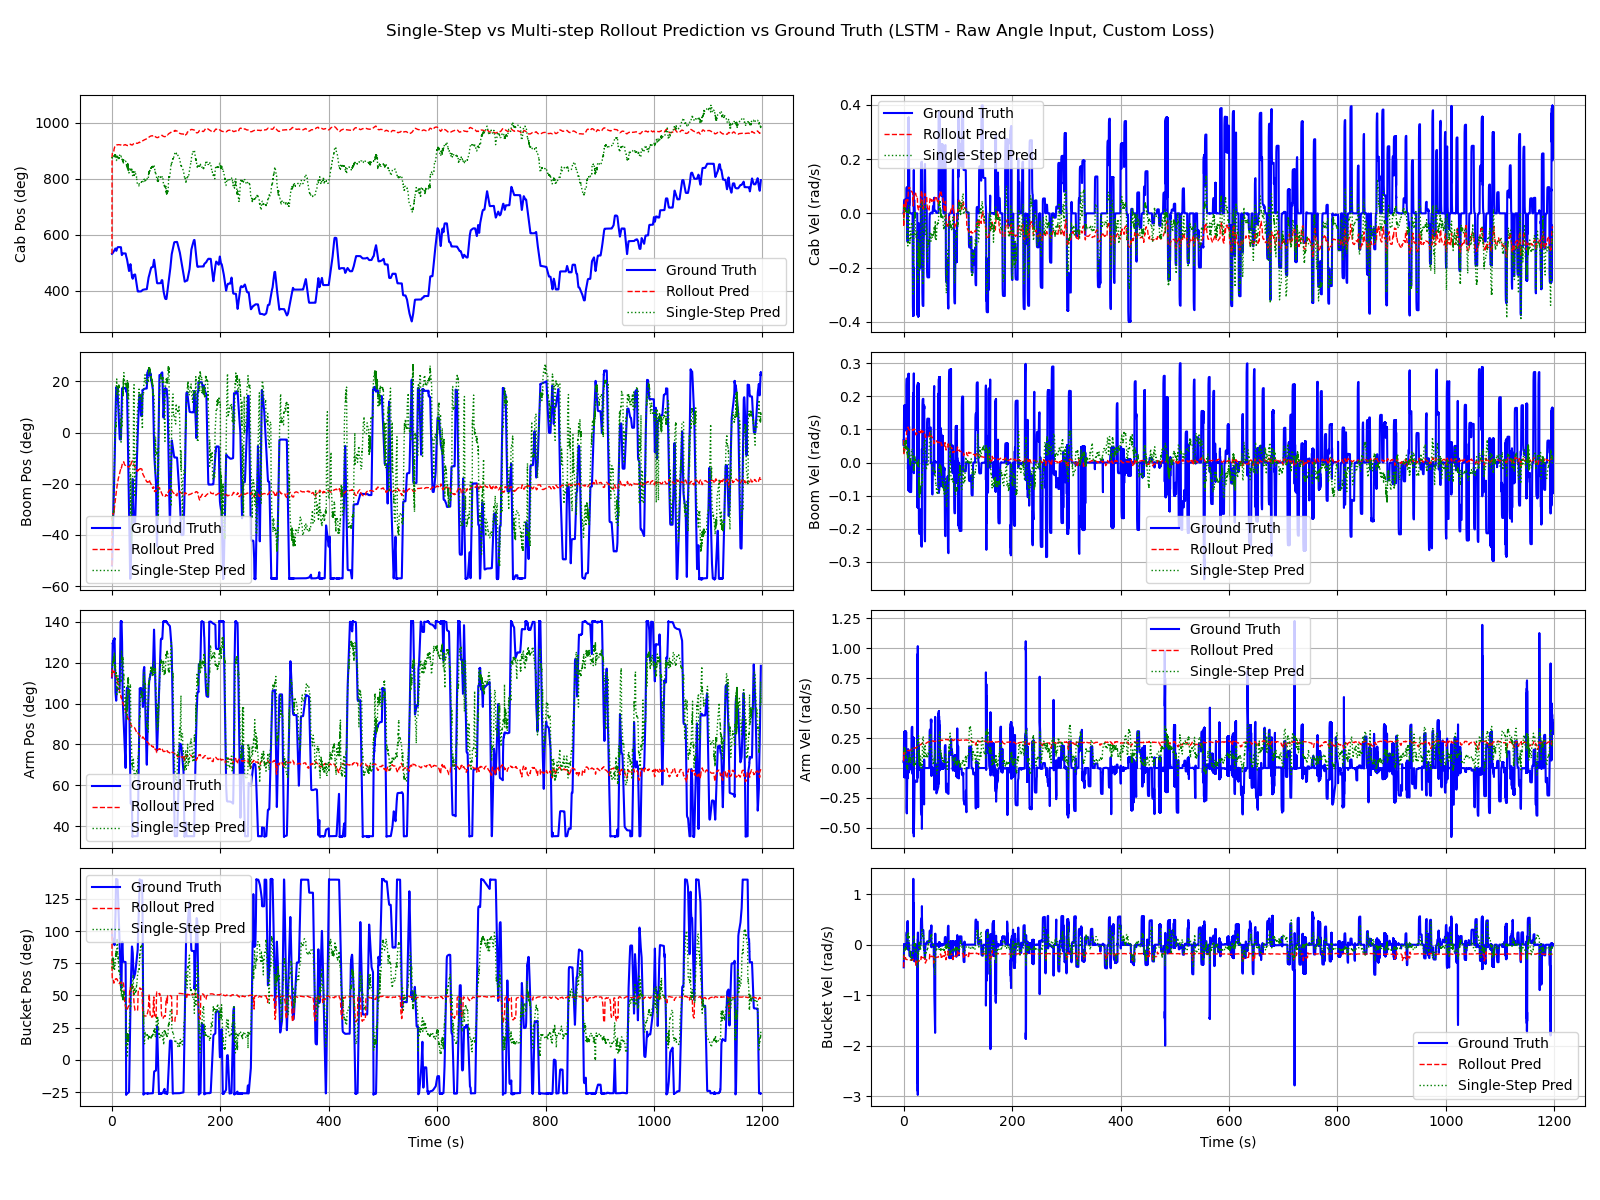 Single-Step vs Multi-step Rollout Prediction vs Ground Truth (LSTM - Raw Angle Input, Custom Loss)
Cab Pos (deg)
1000
800
600
400
Ground Truth
Rollout Pred
Single-Step Pred
Cab Vel (rad/s)
0.4
0.2
0.0
−0.2
−0.4
Ground Truth
Rollout Pred
Single-Step Pred
Boom Pos (deg)
20
0
−20
−40
−60
Ground Truth
Rollout Pred
Single-Step Pred
Boom Vel (rad/s)
0.3
0.2
0.1
0.0
−0.1
−0.2
−0.3
Ground Truth
Rollout Pred
Single-Step Pred
Arm Pos (deg)
140
120
100
80
60
40
Ground Truth
Rollout Pred
Single-Step Pred
Arm Vel (rad/s)
1.25
1.00
0.75
0.50
0.25
0.00
−0.25
−0.50
Ground Truth
Rollout Pred
Single-Step Pred
Bucket Pos (deg)
125
100
75
50
25
0
−25
Ground Truth
Rollout Pred
Single-Step Pred
0 200 400 600 800 1000 1200
Time (s)
Bucket Vel (rad/s)
1
0
−1
−2
−3
Ground Truth
Rollout Pred
Single-Step Pred
0 200 400 600 800 1000 1200
Time (s)